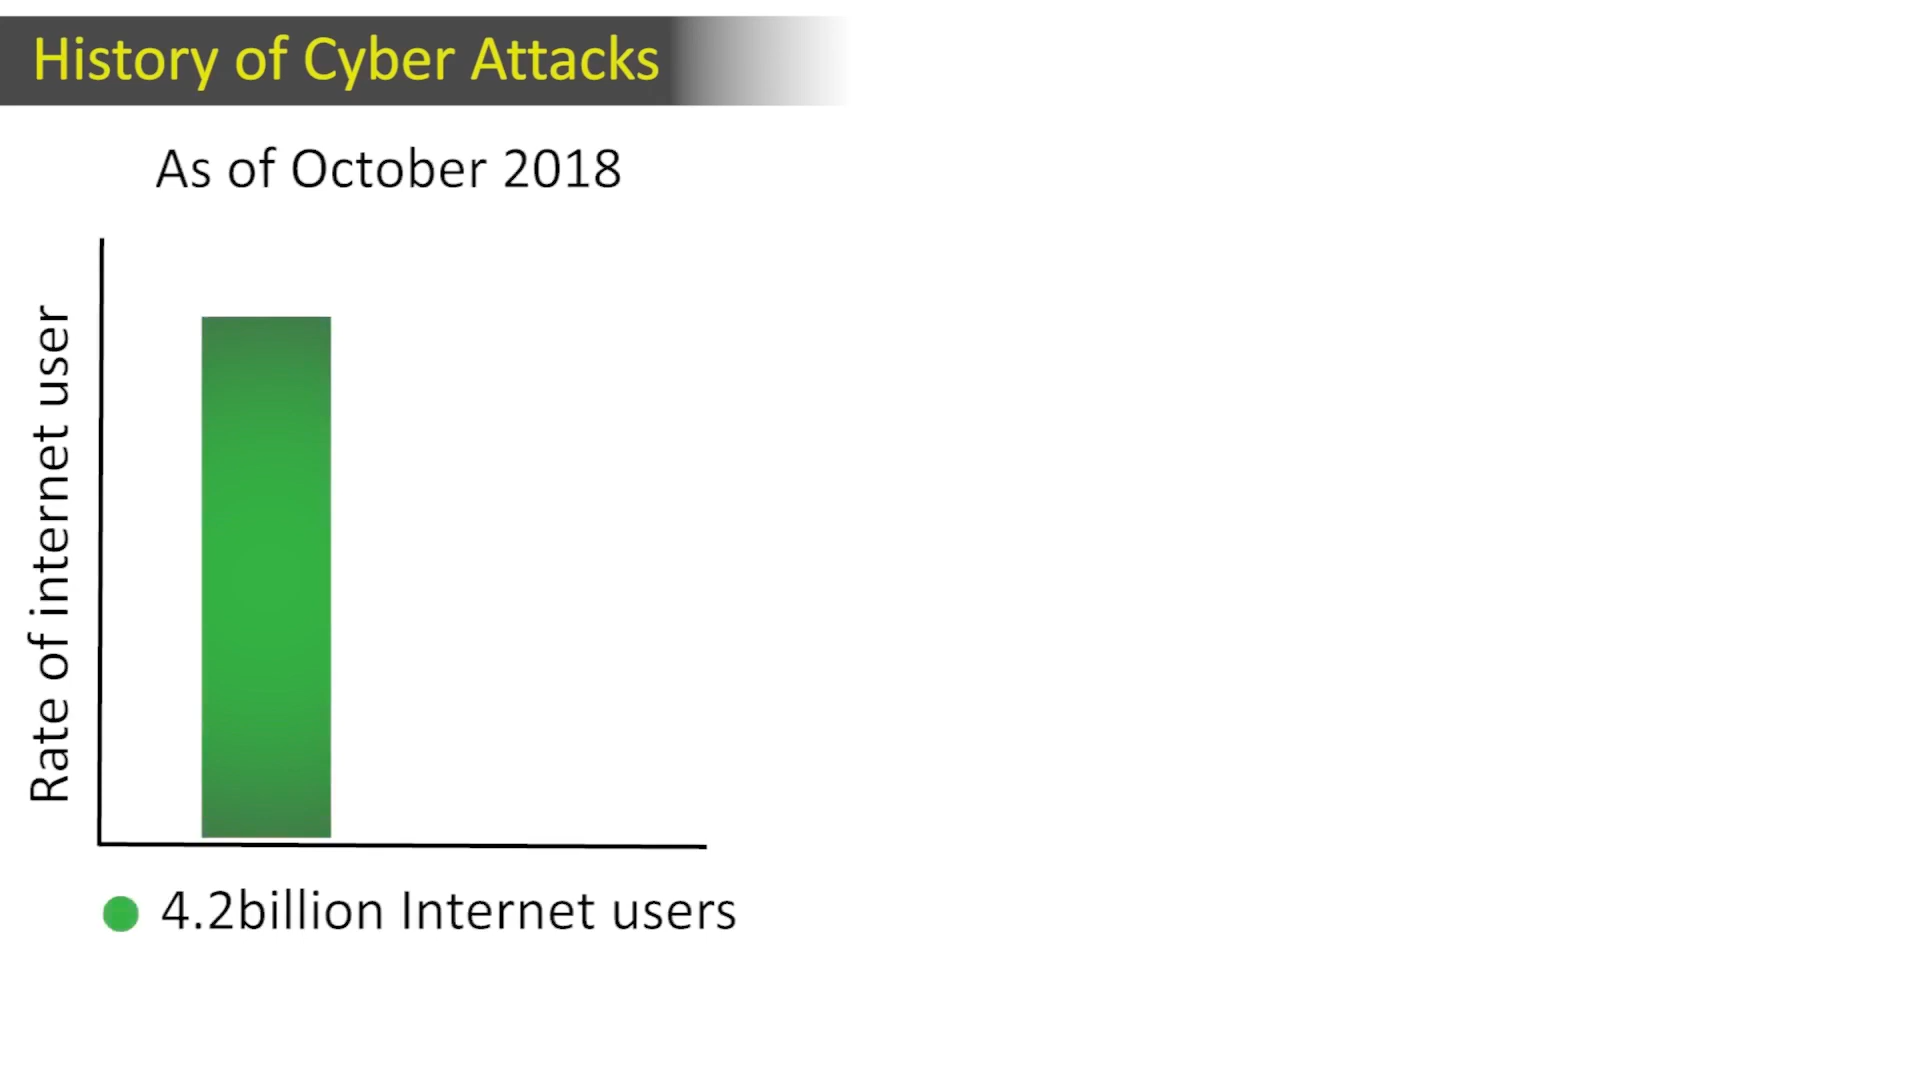 History of Cyber Attacks
As of October 2018
Rate of internet user
4.2billion Internet users